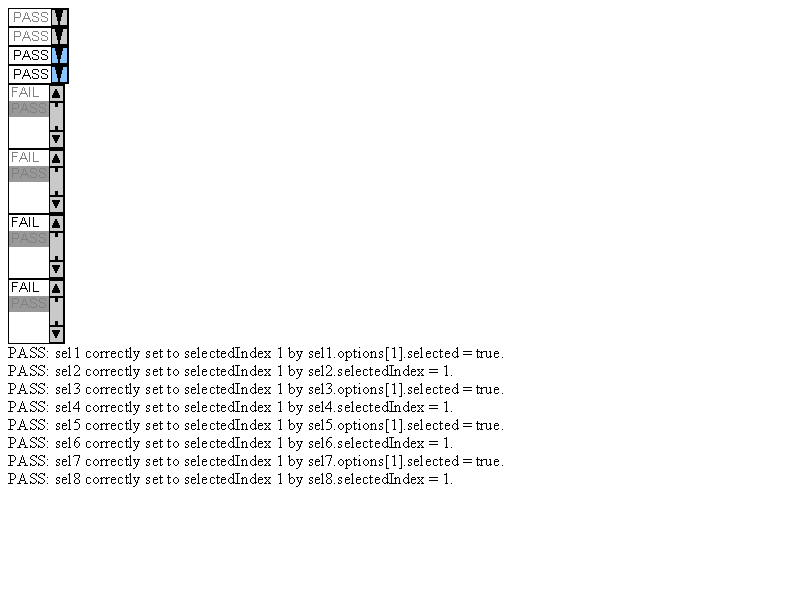 PASS
PASS
PASS
PASS
FAIL
PASS
FAIL
PASS
FAIL
PASS
FAIL
PASS
PASS: sel1 correctly set to selectedIndex 1 by sel1.options[1].selected = true.
PASS: sel2 correctly set to selectedIndex 1 by sel2.selectedIndex = 1.
PASS: sel3 correctly set to selectedIndex 1 by sel3.options[1].selected = true.
PASS: sel4 correctly set to selectedIndex 1 by sel4.selectedIndex = 1.
PASS: sel5 correctly set to selectedIndex 1 by sel5.options[1].selected = true.
PASS: sel6 correctly set to selectedIndex 1 by sel6.selectedIndex = 1.
PASS: sel7 correctly set to selectedIndex 1 by sel7.options[1].selected = true.
PASS: sel8 correctly set to selectedIndex 1 by sel8.selectedIndex = 1.